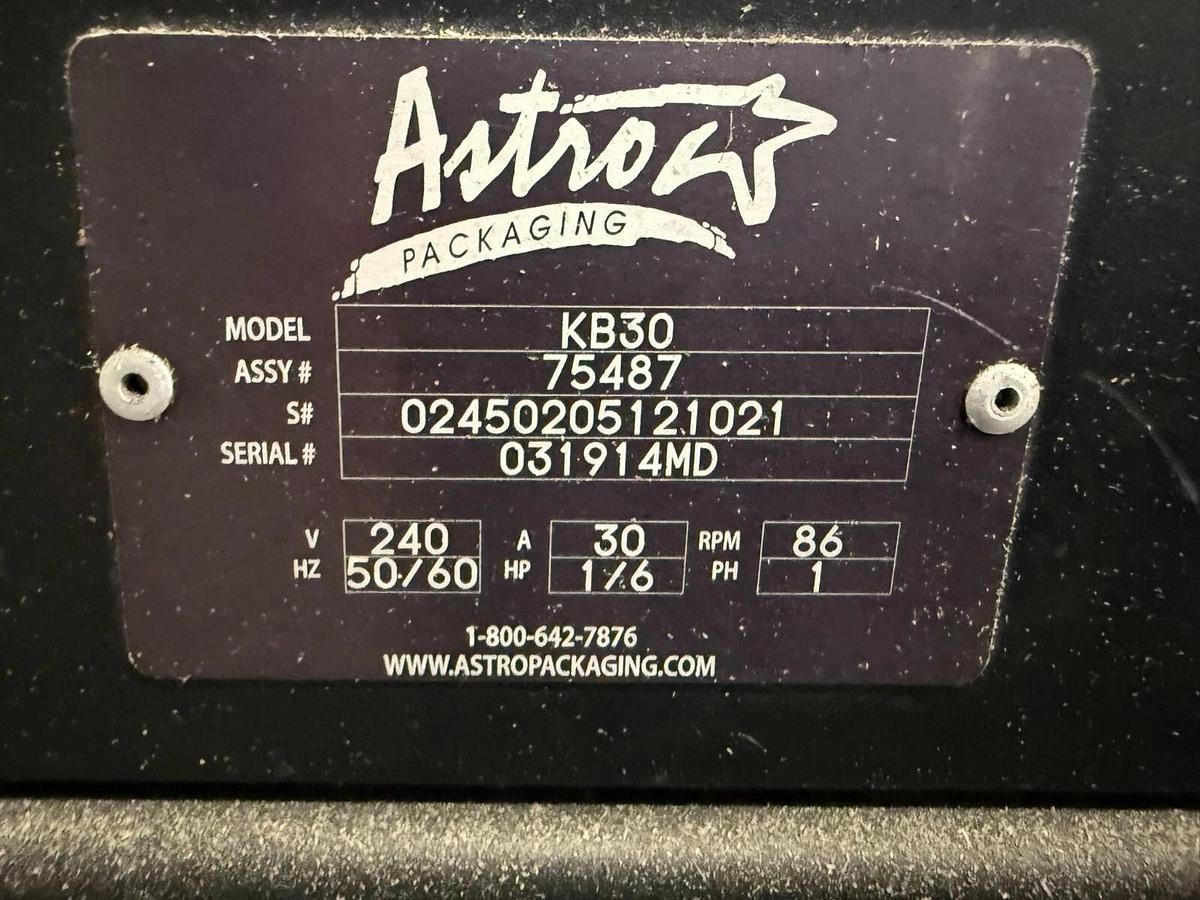 Astro
PACKAGING
MODEL KB30
ASSY # 75487
S# 02450205121021
SERIAL # 031914MD
V 240 A 30 RPM 86
HZ 50/60 HP 1/6 PH 1
1-800-642-7876
WWW.ASTROPACKAGING.COM